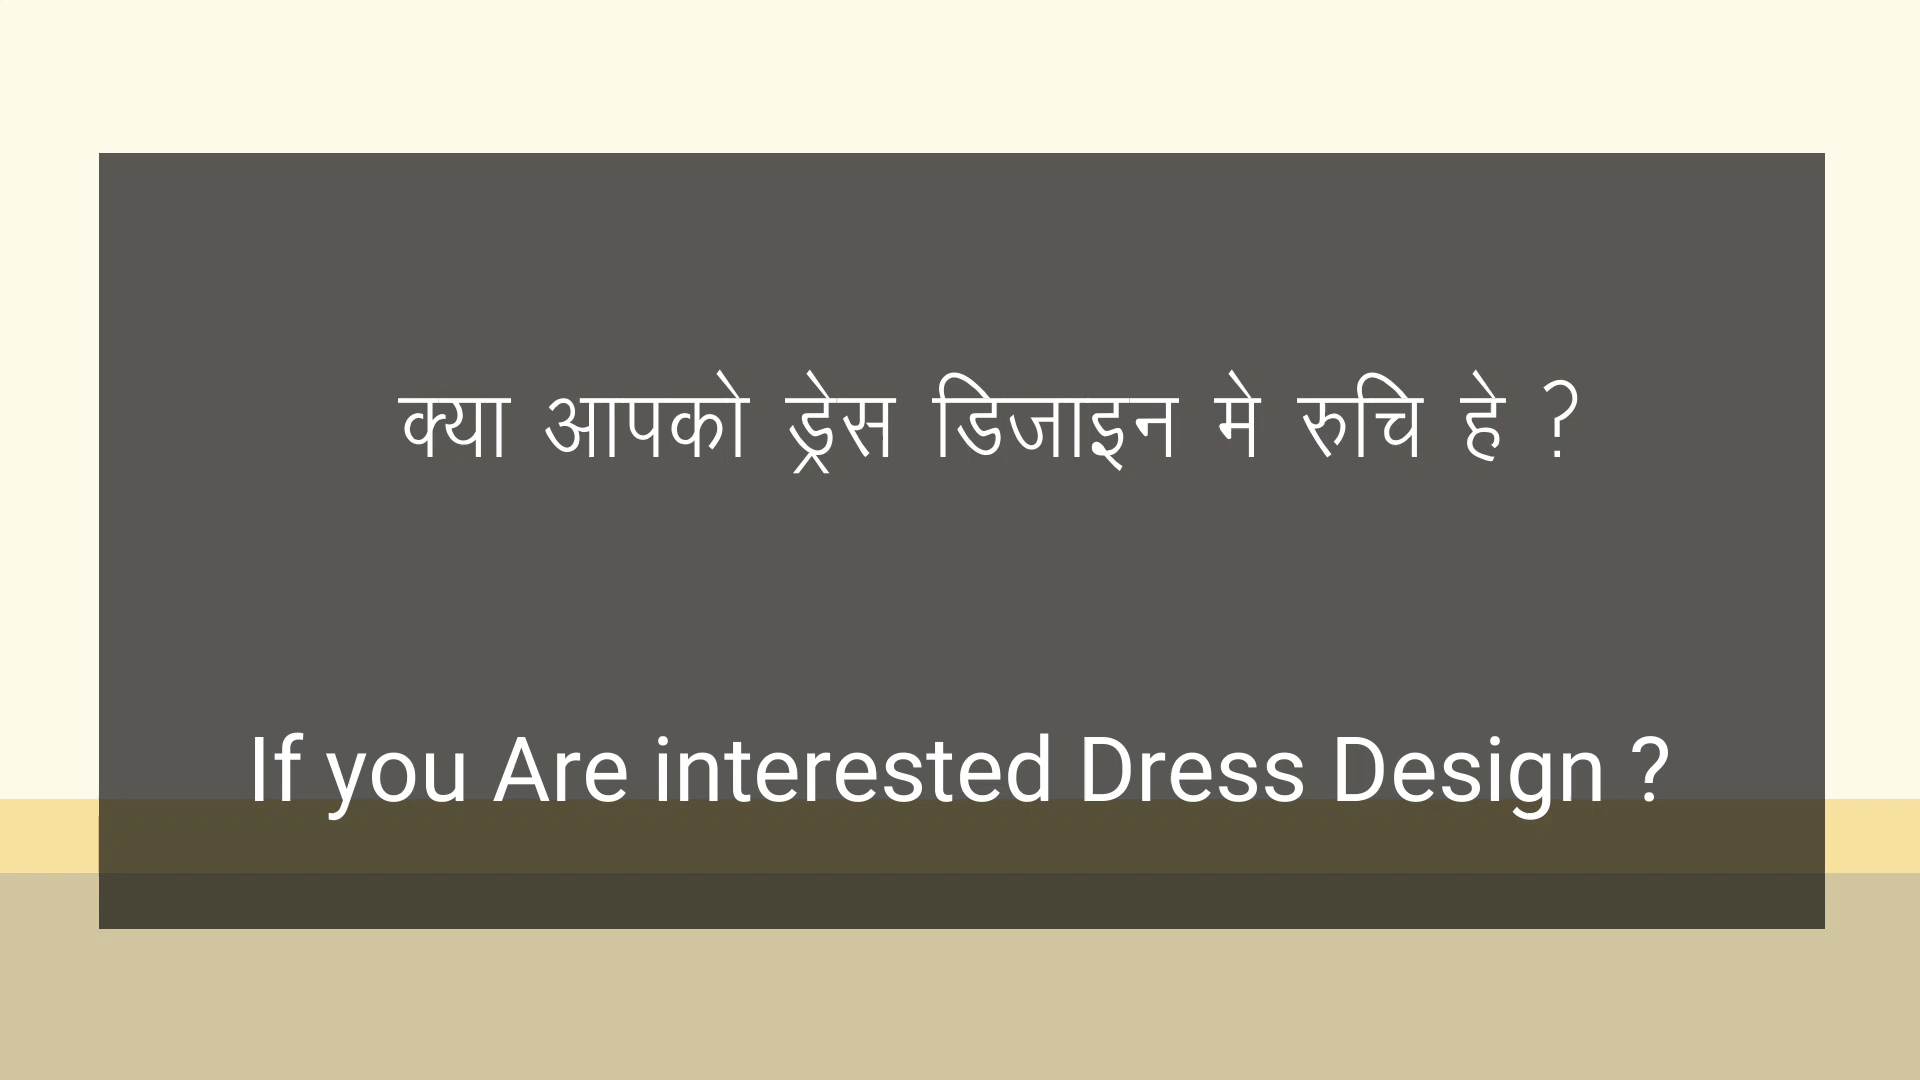 क्या आपको ड्रेस डिजाइन मे रुचि हे ?
If you Are interested Dress Design ?